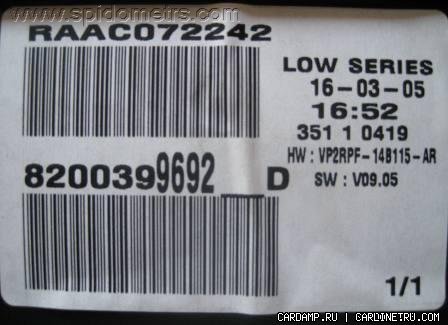 www.spidometrs.com
RAAC072242
LOW SERIES
16-03-05
16:52
351 1 0419
HW : VP2RPF-14B115-AR
SW : V09.05
8200399692__D
1/1
CARDAMP.RU | CARDINETRU.COM